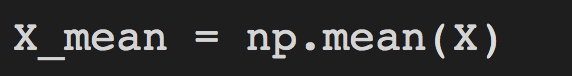 X_mean = np.mean(X)